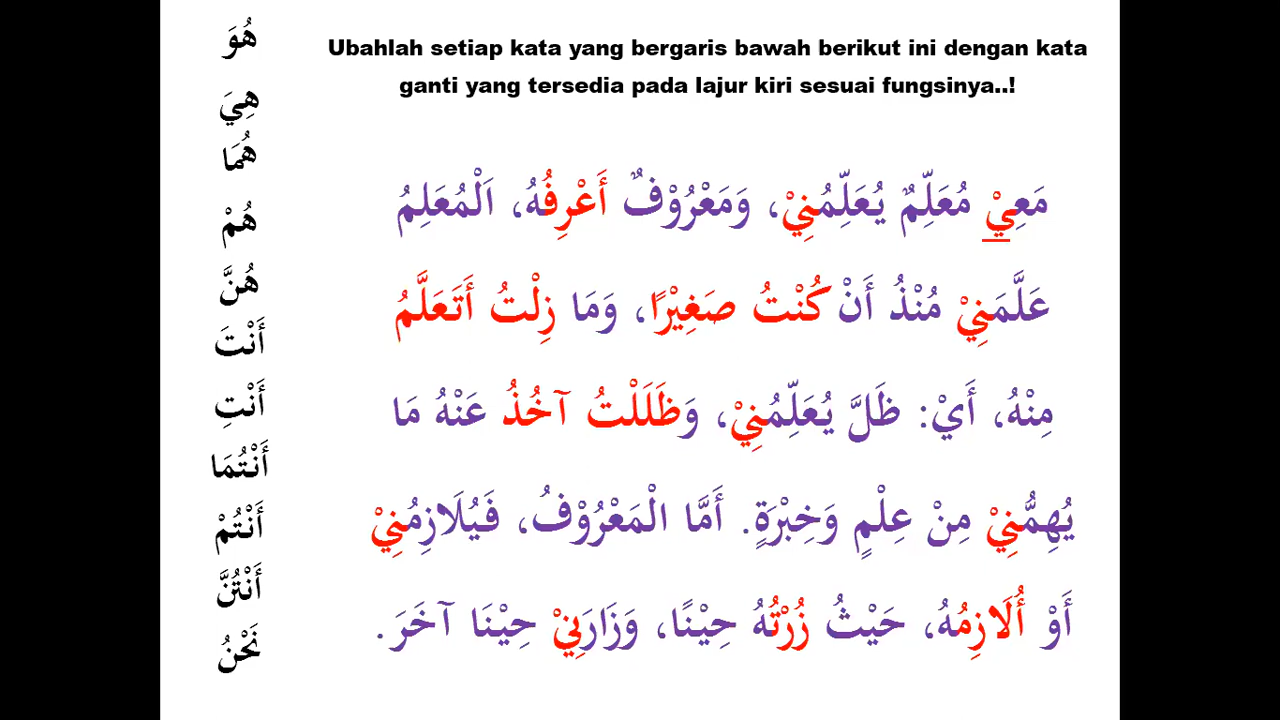 Ubahlah setiap kata yang bergaris bawah berikut ini dengan kata
ganti yang tersedia pada lajur kiri sesuai fungsinya..!
هُوَ
هِيَ
هُمَا
هُمْ
هُنَّ
أَنْتَ
أَنْتِ
أَنْتُمَا
أَنْتُمْ
أَنْتُنَّ
نَحْنُ
مَعِيْ مُعَلِّمٌ يُعَلِّمُنِيْ، وَمَعْرُوْفٌ أَعْرِفُهُ، اَلْمُعَلِمُ
عَلَّمَنِيْ مُنْذُ أَنْ كُنْتُ صَغِيْرًا، وَمَا زِلْتُ أَتَعَلَّمُ
مِنْهُ، أَيْ: ظَلَّ يُعَلِّمُنِيْ، وَظَلَلْتُ آخُذُ عَنْهُ مَا
يُهِمُّنِيْ مِنْ عِلْمٍ وَخِبْرَةٍ. أَمَّا الْمَعْرُوْفُ، فَيُلَازِمُنِيْ
أَوْ أُلَازِمُهُ، حَيْثُ زُرْتُهُ حِيْنًا، وَزَارَنِيْ حِيْنَا آخَرَ.